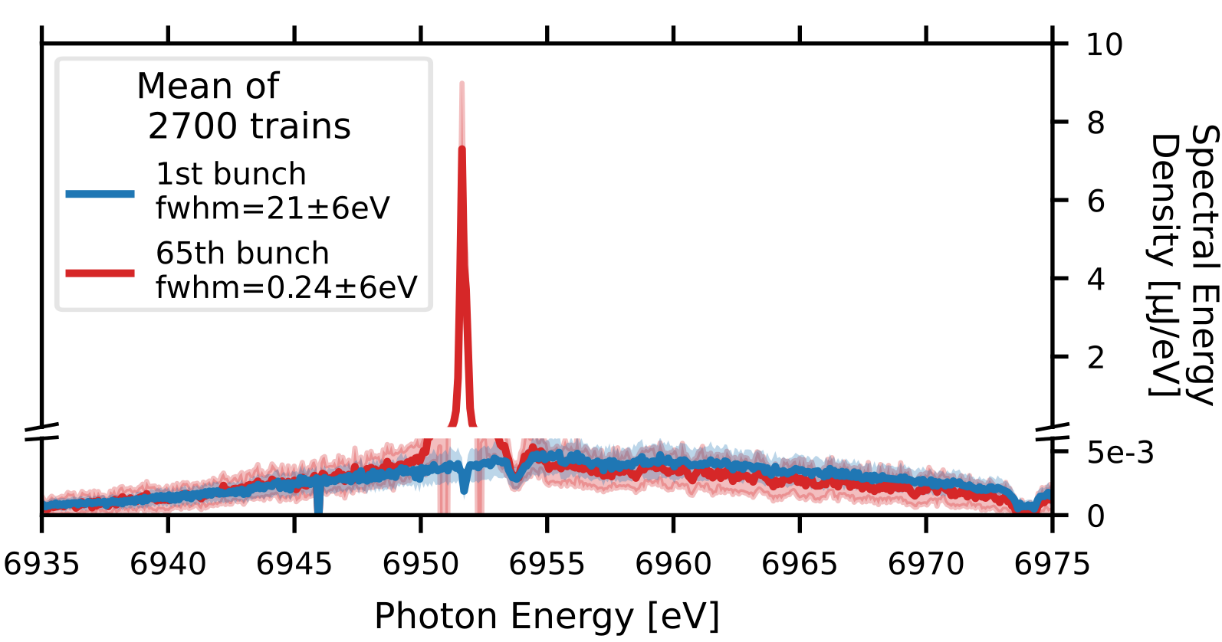 Mean of
2700 trains
1st bunch
fwhm=21±6eV
65th bunch
fwhm=0.24±6eV
10
8
6
4
2
5e-3
0
Spectral Energy
Density [µJ/eV]
6935 6940 6945 6950 6955 6960 6965 6970 6975
Photon Energy [eV]